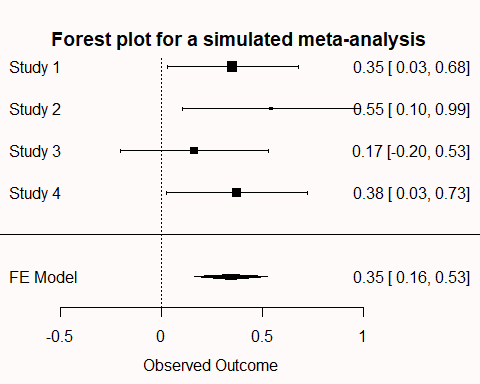 Forest plot for a simulated meta-analysis
Study 1 0.35 [ 0.03, 0.68]
Study 2 0.55 [ 0.10, 0.99]
Study 3 0.17 [-0.20, 0.53]
Study 4 0.38 [ 0.03, 0.73]
FE Model 0.35 [ 0.16, 0.53]
-0.5 0 0.5 1
Observed Outcome